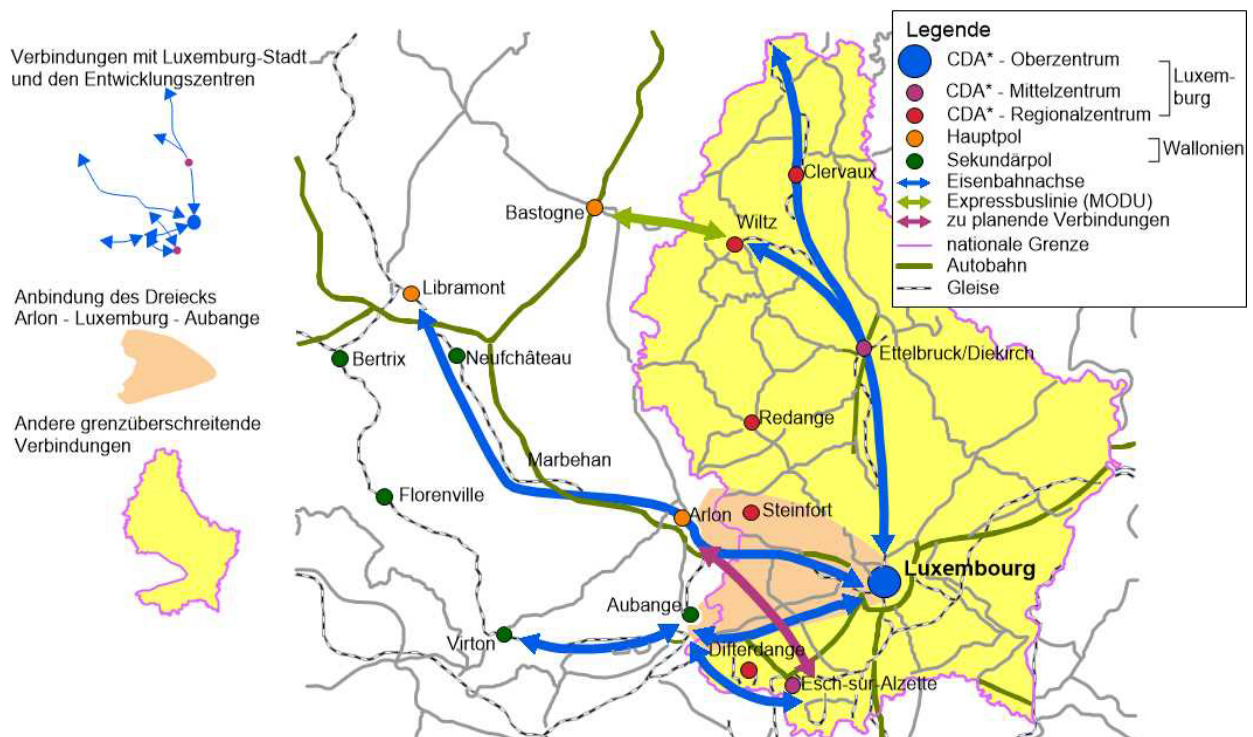 Verbindungen mit Luxemburg-Stadt
und den Entwicklungszentren
Anbindung des Dreiecks
Arlon - Luxemburg - Aubange
Andere grenzüberschreitende
Verbindungen
Legende
CDA* - Oberzentrum
CDA* - Mittelzentrum
CDA* - Regionalzentrum
Luxem-
burg
Hauptpol
Sekundärpol
Wallonien
Eisenbahnachse
Expressbuslinie (MODU)
zu planende Verbindungen
nationale Grenze
Autobahn
Gleise
Clervaux
Bastogne
Wiltz
Libramont
Bertrix
Neufchâteau
Ettelbruck/Diekirch
Redange
Marbehan
Florenville
Arlon
Steinfort
Luxembourg
Aubange
Virton
Differdange
Esch-sur-Alzette